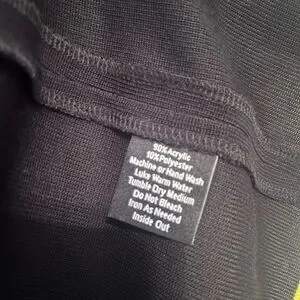 90%Acrylic
10%Polyester
Machine or Hand Wash
Luke Warm Water
Tumble Dry Medium
Do Not Bleach
Iron As Needed
Inside Out